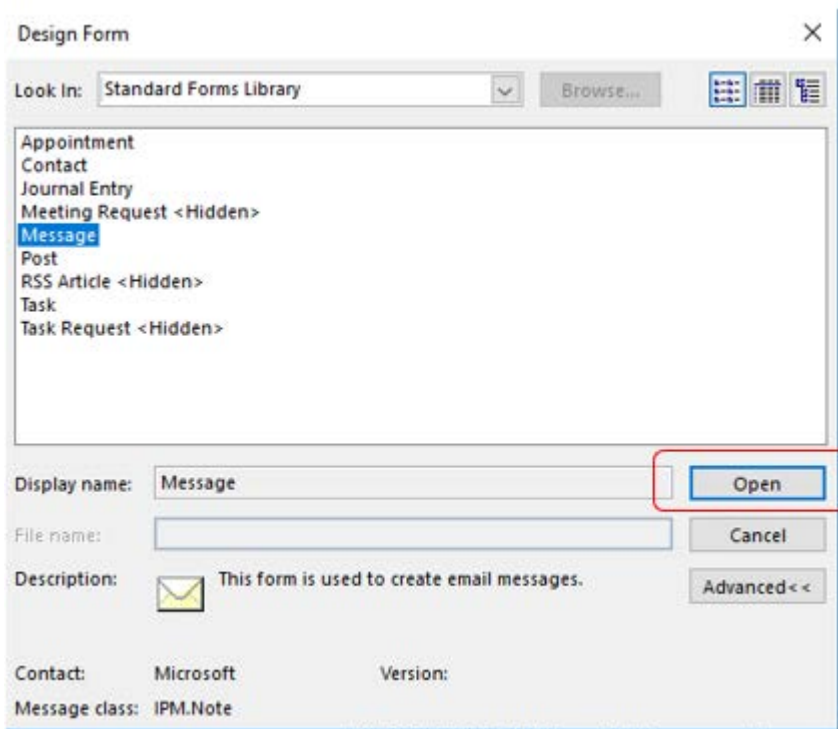 Design Form
Look In: Standard Forms Library Browse...
Appointment
Contact
Journal Entry
Meeting Request <Hidden>
Message
Post
RSS Article <Hidden>
Task
Task Request <Hidden>
Display name: Message Open
File name: Cancel
Description: This form is used to create email messages. Advanced<<
Contact: Microsoft Version:
Message class: IPM.Note